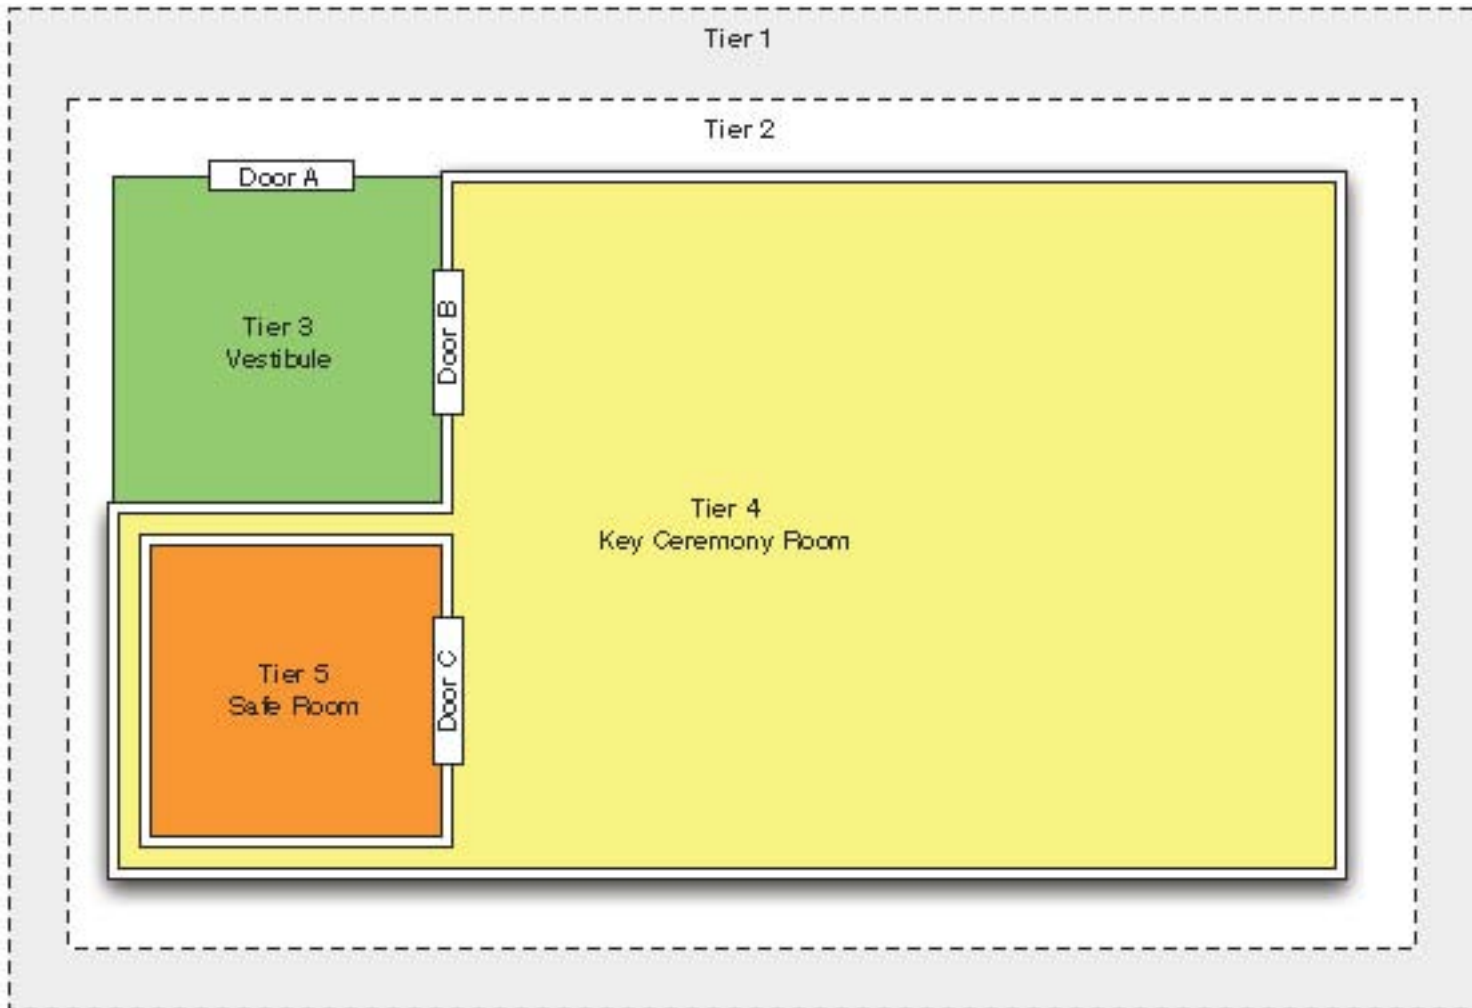 Tier 1
Tier 2
Door A
Door B
Tier 3
Vestibule
Tier 4
Key Ceremony Room
Tier 5
Safe Room
Door C